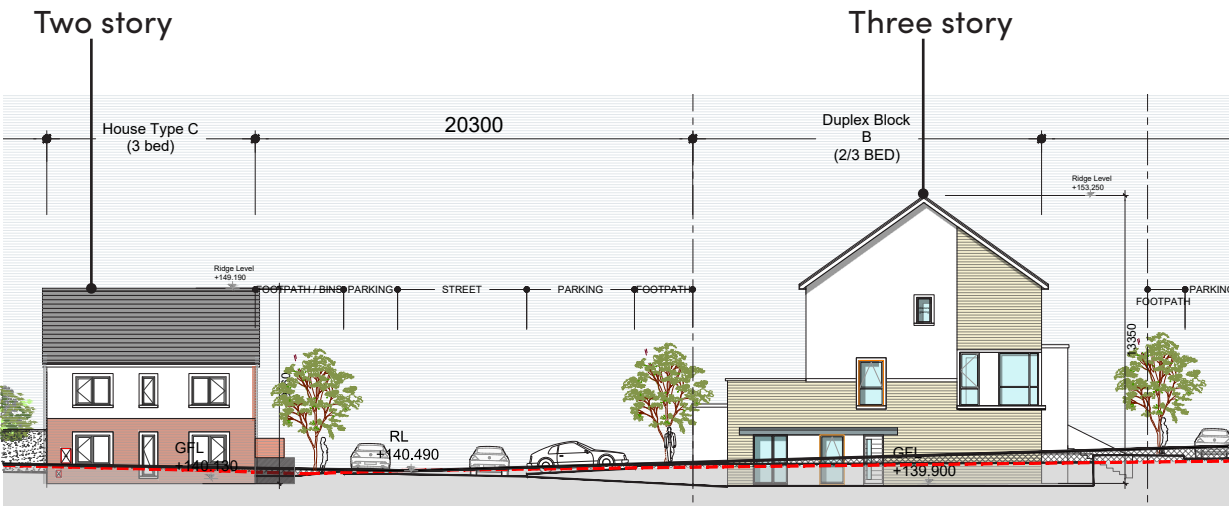 Two story
Three story
House Type C
(3 bed)
20300
Duplex Block
B
(2/3 BED)
Ridge Level
+153.250
Ridge Level
+149.190
FOOTPATH / BINS
PARKING
STREET
PARKING
FOOTPATH
FOOTPATH
PARKING
13350
GFL
+140.130
RL
+140.490
GFL
+139.900